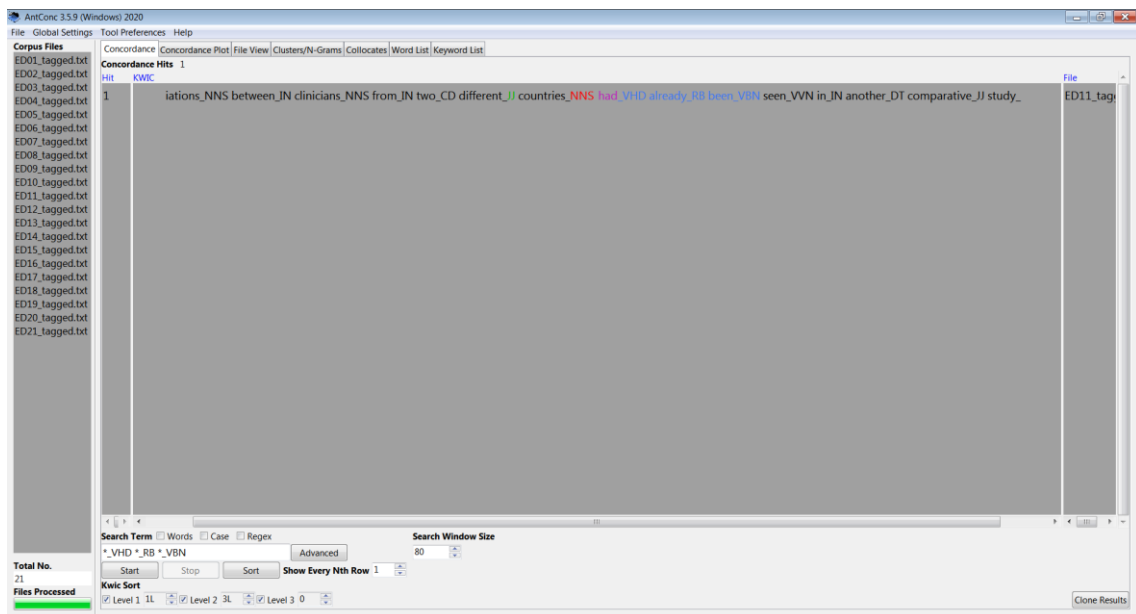 AntConc 3.5.9 (Windows) 2020
File Global Settings Tool Preferences Help
Corpus Files
ED01_tagged.txt
ED02_tagged.txt
ED03_tagged.txt
ED04_tagged.txt
ED05_tagged.txt
ED06_tagged.txt
ED07_tagged.txt
ED08_tagged.txt
ED09_tagged.txt
ED10_tagged.txt
ED11_tagged.txt
ED12_tagged.txt
ED13_tagged.txt
ED14_tagged.txt
ED15_tagged.txt
ED16_tagged.txt
ED17_tagged.txt
ED18_tagged.txt
ED19_tagged.txt
ED20_tagged.txt
ED21_tagged.txt
Total No.
21
Files Processed
Concordance Concordance Plot File View Clusters/N-Grams Collocates Word List Keyword List
Concordance Hits 1
Hit KWIC File
1 iations_NNS between_IN clinicians_NNS from_IN two_CD different_JJ countries_NNS had_VHD already_RB been_VBN seen_VVN in_IN another_DT comparative_JJ study_ ED11_tag
Search Term Words Case Regex Search Window Size
*_VHD *_RB *_VBN Advanced 80
Start Stop Sort Show Every Nth Row 1
Kwic Sort
Level 1 1L Level 2 3L Level 3 0 Clone Results